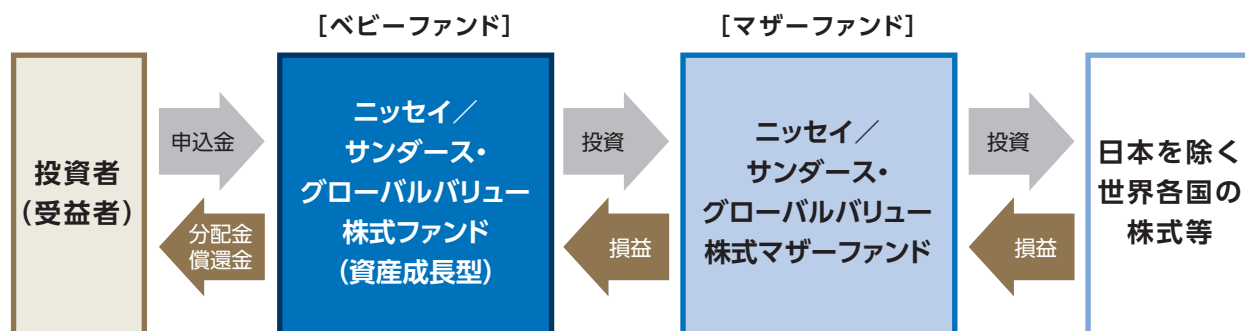 ［ベビーファンド］
［マザーファンド］
投資者
（受益者）
申込金
分配金
償還金
ニッセイ／
サンダース・
グローバルバリュー
株式ファンド
（資産成長型）
投資
損益
ニッセイ／
サンダース・
グローバルバリュー
株式マザーファンド
投資
損益
日本を除く
世界各国の
株式等